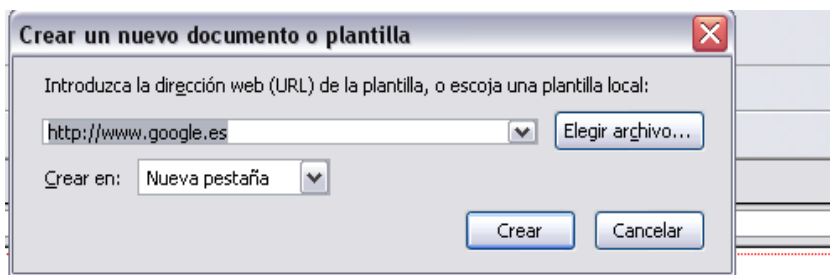 Crear un nuevo documento o plantilla
Introduzca la dirección web (URL) de la plantilla, o escoja una plantilla local:
http://www.google.es
Elegir archivo...
Crear en: Nueva pestaña
Crear Cancelar